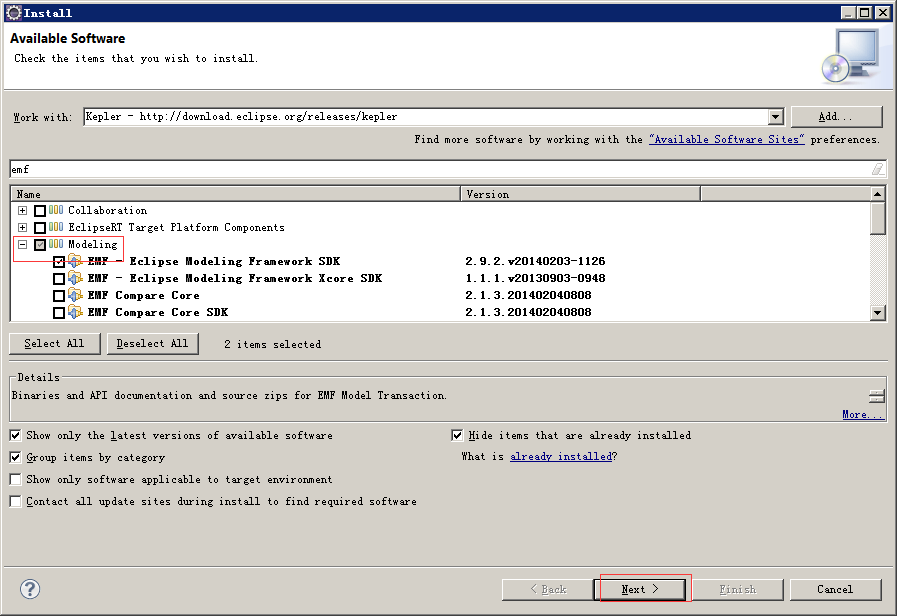 Install
Available Software
Check the items that you wish to install.
Work with: Kepler - http://download.eclipse.org/releases/kepler Add...
Find more software by working with the "Available Software Sites" preferences.
emf
Name Version
Collaboration
EclipseRT Target Platform Components
Modeling
EMF - Eclipse Modeling Framework SDK 2.9.2.v20140203-1126
EMF - Eclipse Modeling Framework Xcore SDK 1.1.1.v20130903-0948
EMF Compare Core 2.1.3.201402040808
EMF Compare Core SDK 2.1.3.201402040808
Select All Deselect All 2 items selected
Details
Binaries and API documentation and source zips for EMF Model Transaction.
More...
Show only the latest versions of available software Hide items that are already installed
Group items by category What is already installed?
Show only software applicable to target environment
Contact all update sites during install to find required software
? < Back Next > Finish Cancel